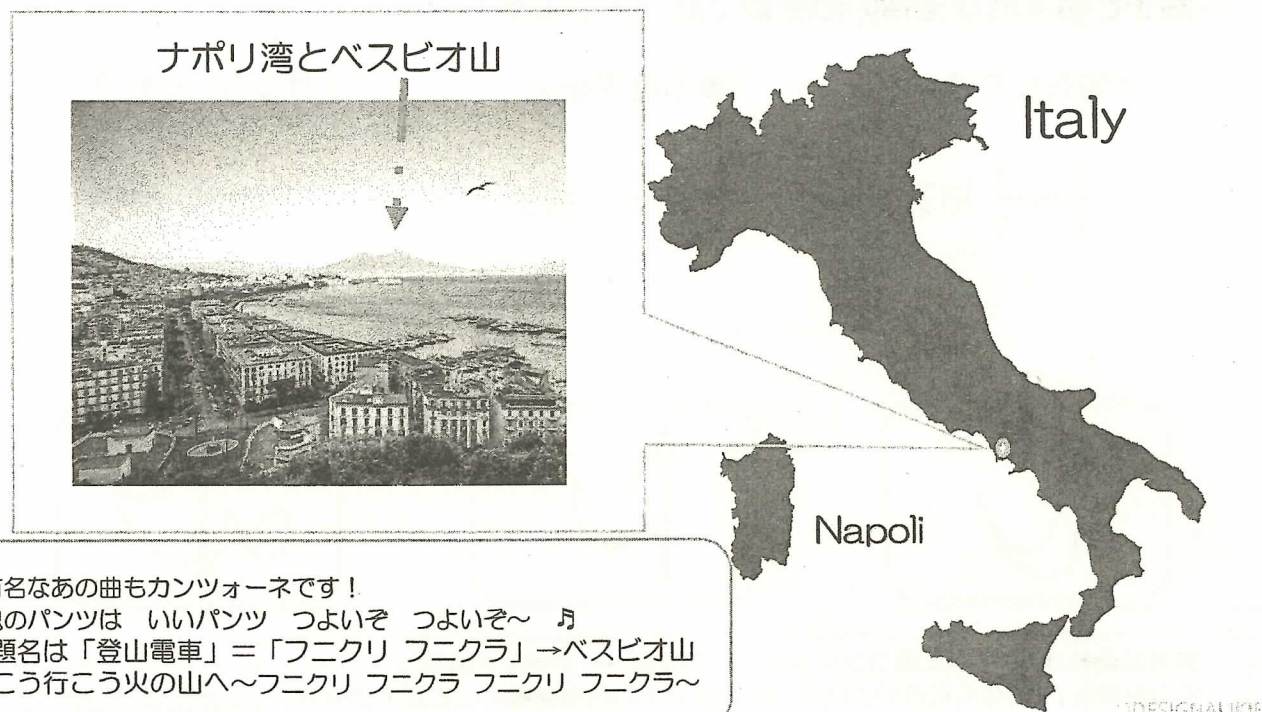 ナポリ湾とベスビオ山
Italy
Napoli
名なあの曲もカンツォーネです！
のパンツは　いいパンツ　つよいぞ　つよいぞ～　♬
題名は「登山電車」＝「フニクリ フニクラ」→ベスビオ山
こう行こう火の山へ～フニクリ フニクラ フニクリ フニクラ～